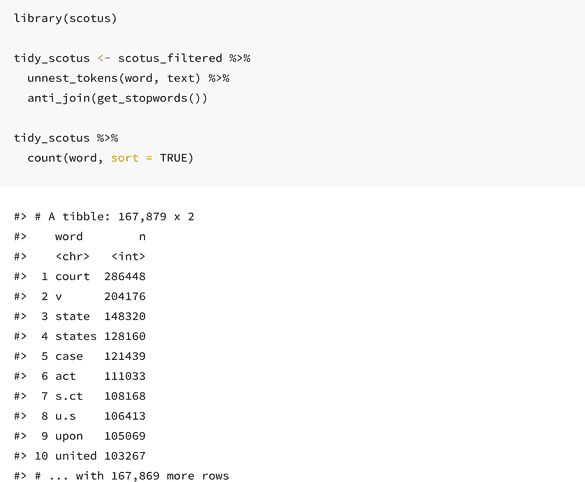 library(scotus)
tidy_scotus <- scotus_filtered %>%
  unnest_tokens(word, text) %>%
  anti_join(get_stopwords())
tidy_scotus %>%
  count(word, sort = TRUE)
#> # A tibble: 167,879 x 2
#>    word        n
#>    <chr>   <int>
#>  1 court  286448
#>  2 v      204176
#>  3 state  148320
#>  4 states 128160
#>  5 case   121439
#>  6 act    111033
#>  7 s.ct   108168
#>  8 u.s    106413
#>  9 upon   105069
#> 10 united 103267
#> # ... with 167,869 more rows